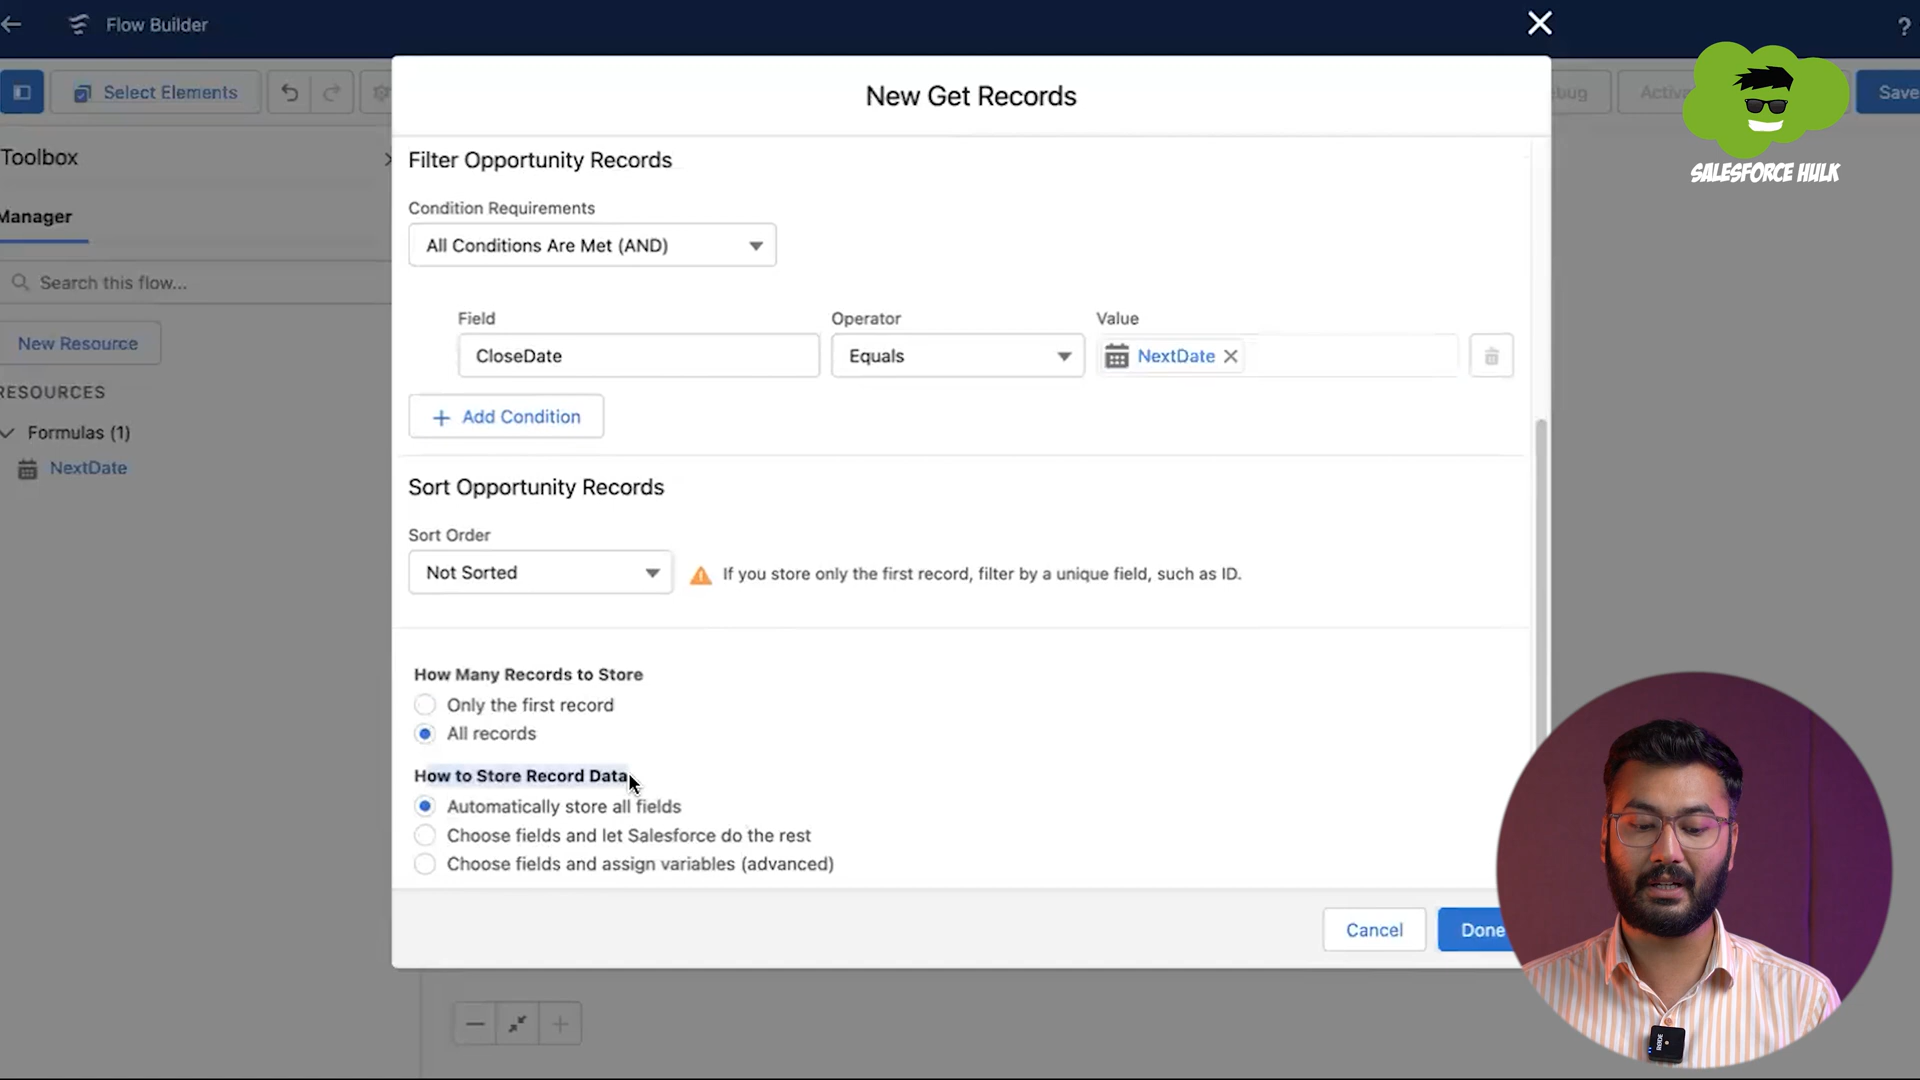 Flow Builder
?
Select Elements
bug
Activa
Save
SALESFORCE HULK
New Get Records
Toolbox
Manager
Search this flow...
New Resource
RESOURCES
Formulas (1)
NextDate
Filter Opportunity Records
Condition Requirements
All Conditions Are Met (AND)
Field
Operator
Value
CloseDate
Equals
NextDate
Add Condition
Sort Opportunity Records
Sort Order
Not Sorted
If you store only the first record, filter by a unique field, such as ID.
How Many Records to Store
Only the first record
All records
How to Store Record Data
Automatically store all fields
Choose fields and let Salesforce do the rest
Choose fields and assign variables (advanced)
Cancel
Done
RØDE